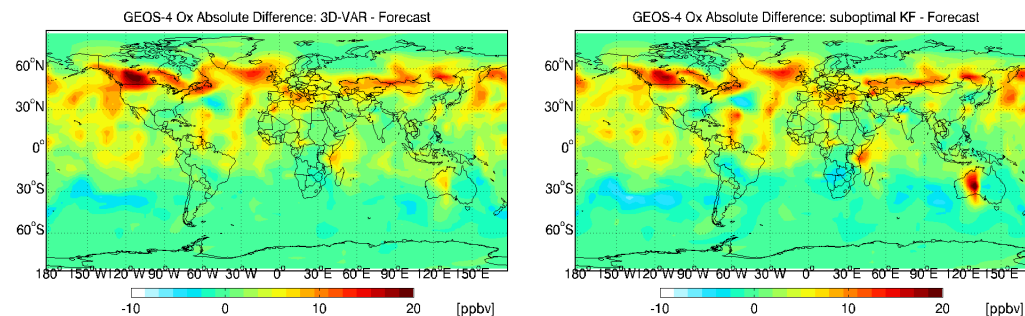 GEOS-4 Ox Absolute Difference: 3D-VAR - Forecast
60°N
30°N
0°
30°S
60°S
180 150°W120°W 90°W 60°W 30°W 0° 30°E 60°E 90°E 120°E 150°E
-10 0 10 20 [ppbv]
GEOS-4 Ox Absolute Difference: suboptimal KF - Forecast
60°N
30°N
0°
30°S
60°S
180 150°W120°W 90°W 60°W 30°W 0° 30°E 60°E 90°E 120°E 150°E
-10 0 10 20 [ppbv]